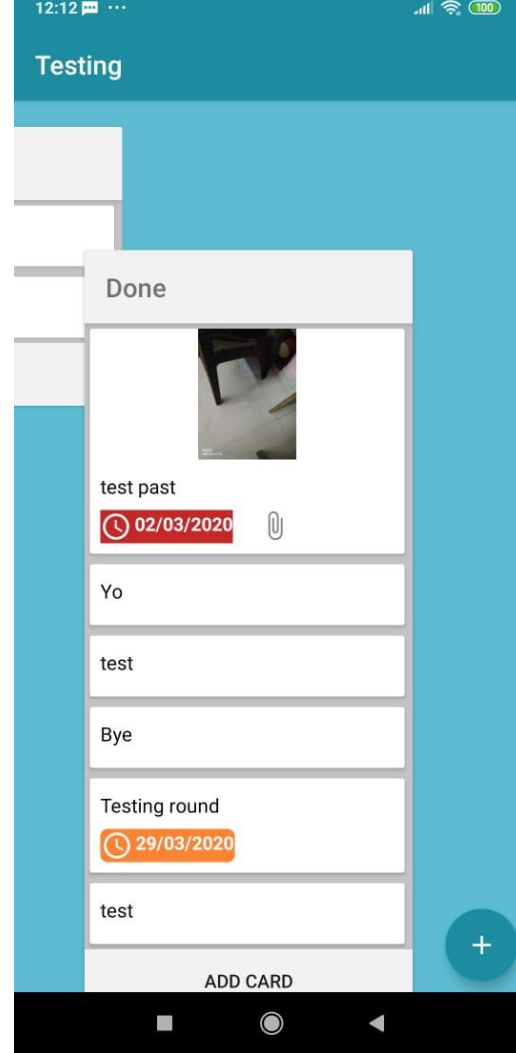 12:12
100
Testing
Done
test past
02/03/2020
Yo
test
Bye
Testing round
29/03/2020
test
+
ADD CARD